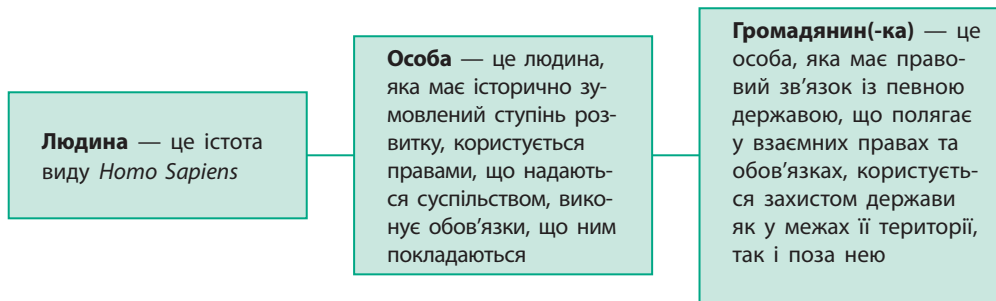 Людина — це істота
виду Homo Sapiens
Особа — це людина,
яка має історично зу-
мовлений ступінь роз-
витку, користується
правами, що надають-
ся суспільством, вико-
нує обов’язки, що ним
покладаються
Громадянин(-ка) — це
особа, яка має право-
вий зв’язок із певною
державою, що полягає
у взаємних правах та
обов’язках, користуєть-
ся захистом держави
як у межах її території,
так і поза нею